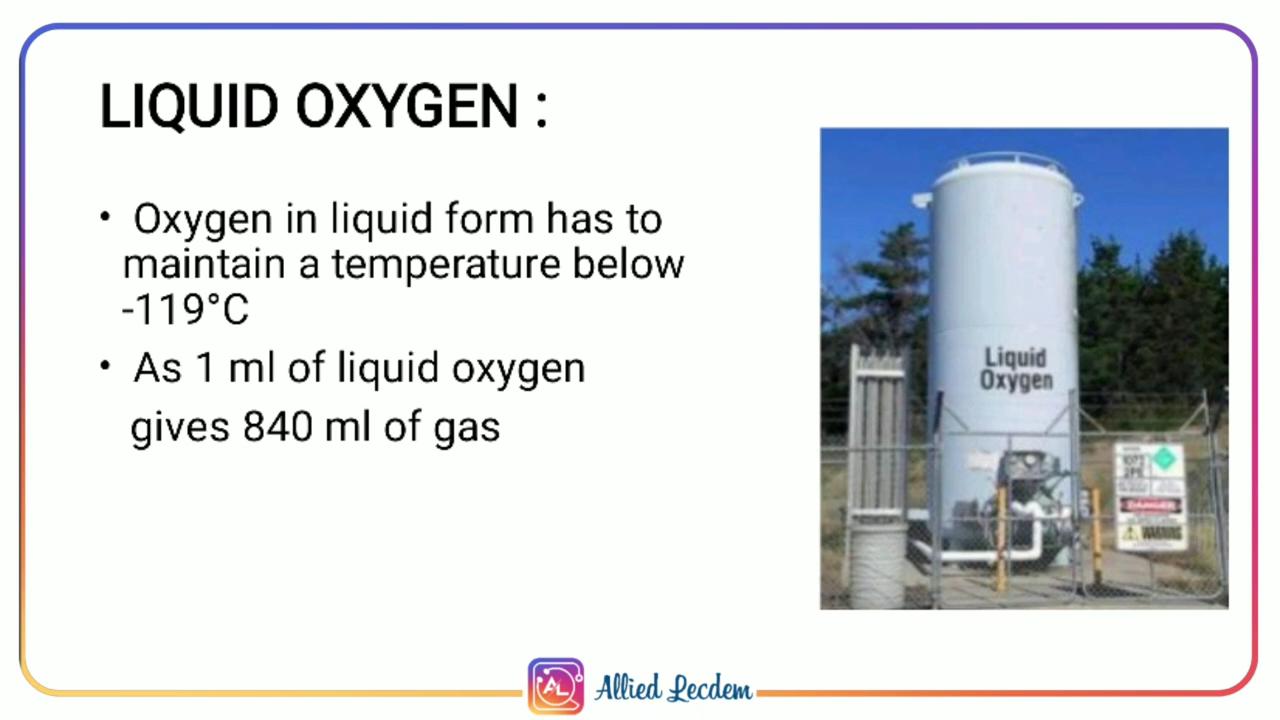 LIQUID OXYGEN :
• Oxygen in liquid form has to
maintain a temperature below
-119°C
• As 1 ml of liquid oxygen
gives 840 ml of gas
Liquid
Oxygen
DANGER
WARNING
AL Allied Lecdem